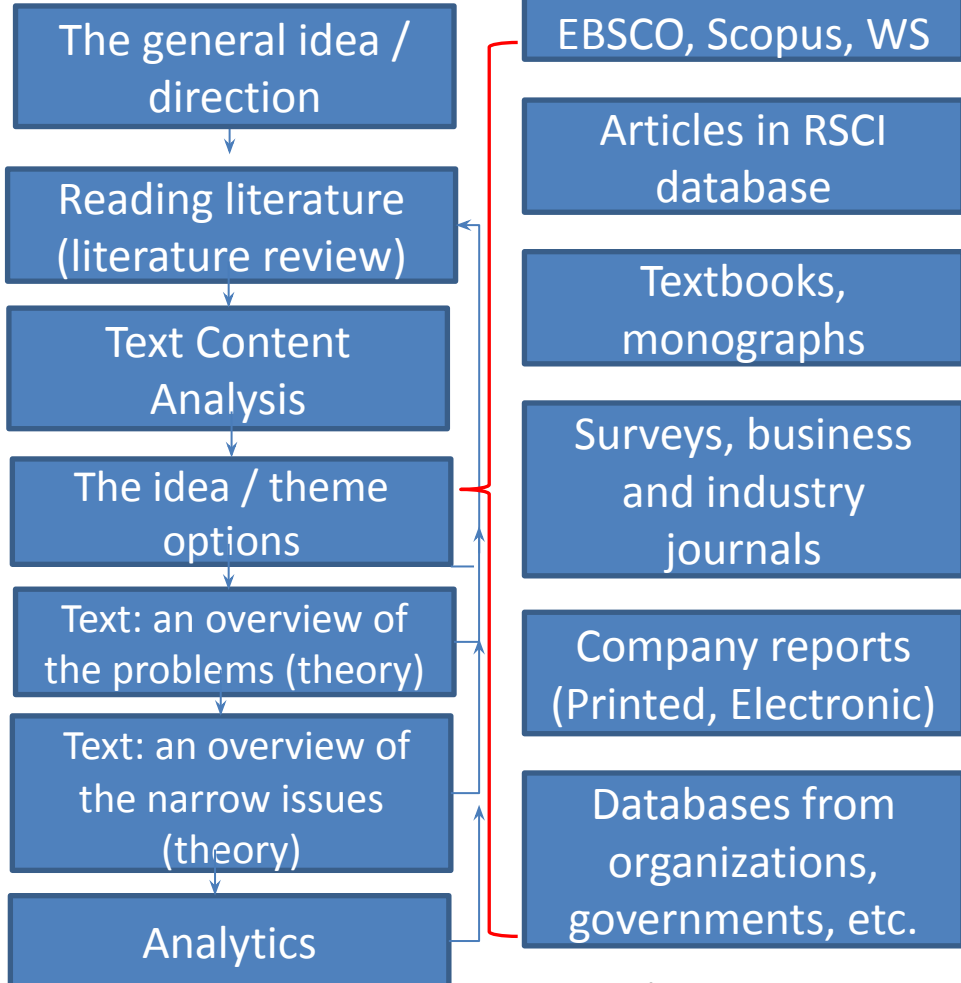 The general idea /
direction
Reading literature
(literature review)
Text Content
Analysis
The idea / theme
options
Text: an overview of
the problems (theory)
Text: an overview of
the narrow issues
(theory)
Analytics
EBSCO, Scopus, WS
Articles in RSCI
database
Textbooks,
monographs
Surveys, business
and industry
journals
Company reports
(Printed, Electronic)
Databases from
organizations,
governments, etc.